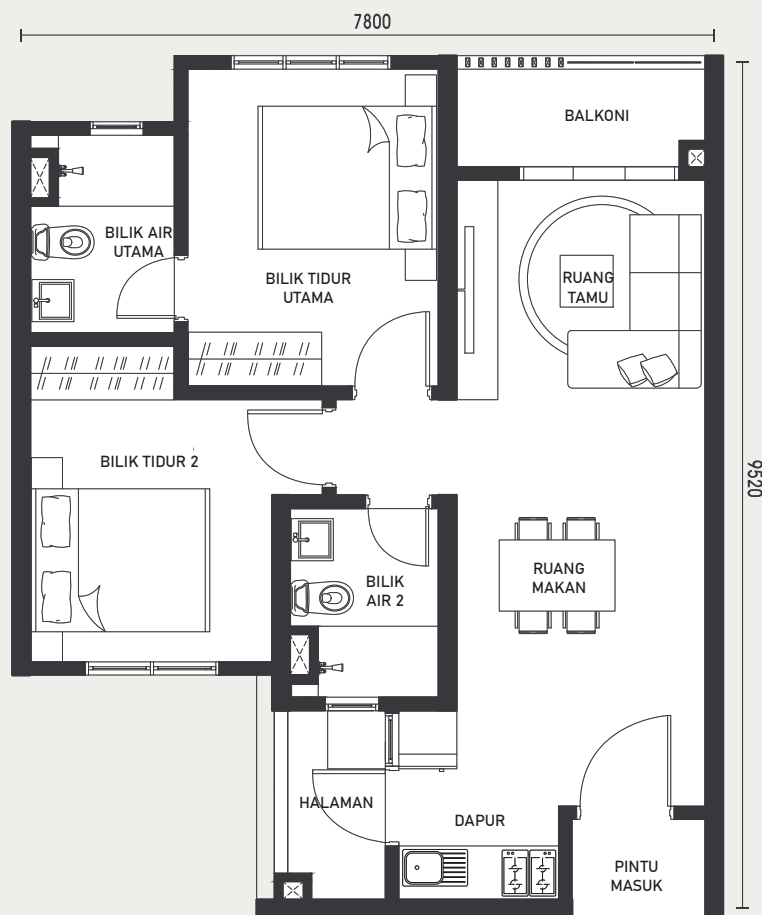 7800
BALKONI
BILIK AIR
UTAMA
BILIK TIDUR
UTAMA
RUANG
TAMU
BILIK TIDUR 2
9520
BILIK
AIR 2
RUANG
MAKAN
HALAMAN
DAPUR
PINTU
MASUK